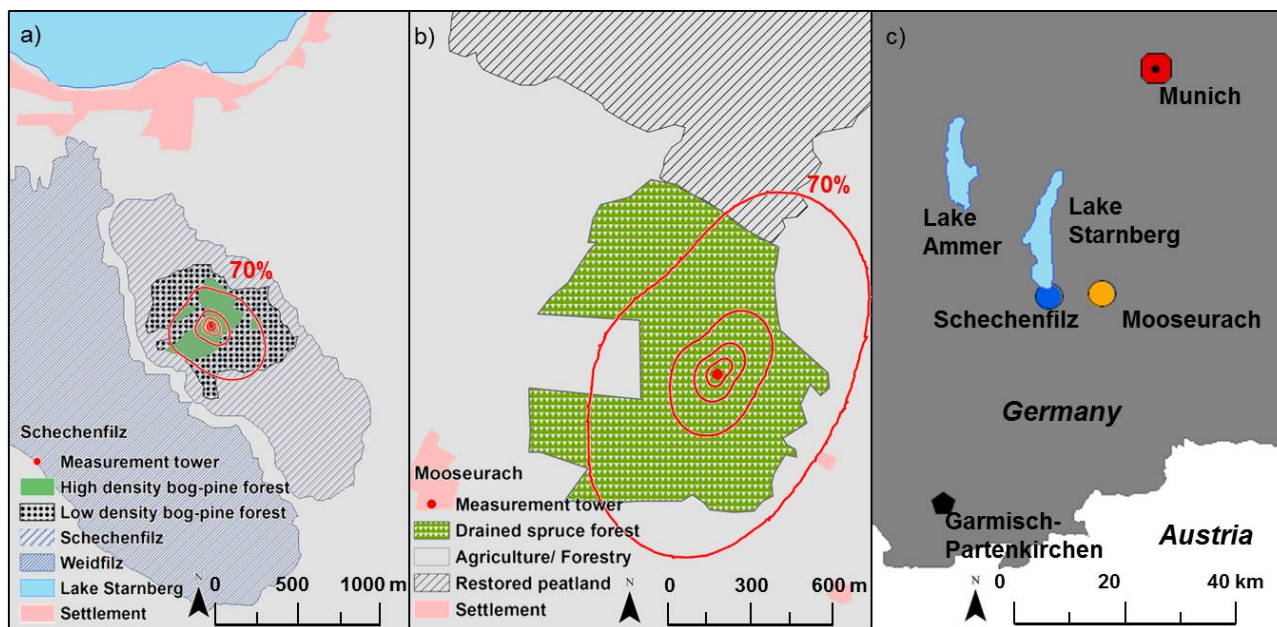 a)
70%
Schechenfilz
Measurement tower
High density bog-pine forest
Low density bog-pine forest
Schechenfilz
Weidfilz
Lake Starnberg
Settlement
N
0 500 1000 m
b)
70%
Mooseurach
Measurement tower
Drained spruce forest
Agriculture/ Forestry
Restored peatland
Settlement
N
0 300 600 m
c)
Munich
Lake
Ammer
Lake
Starnberg
Schechenfilz
Mooseurach
Germany
Garmisch-
Partenkirchen
Austria
N
0 20 40 km